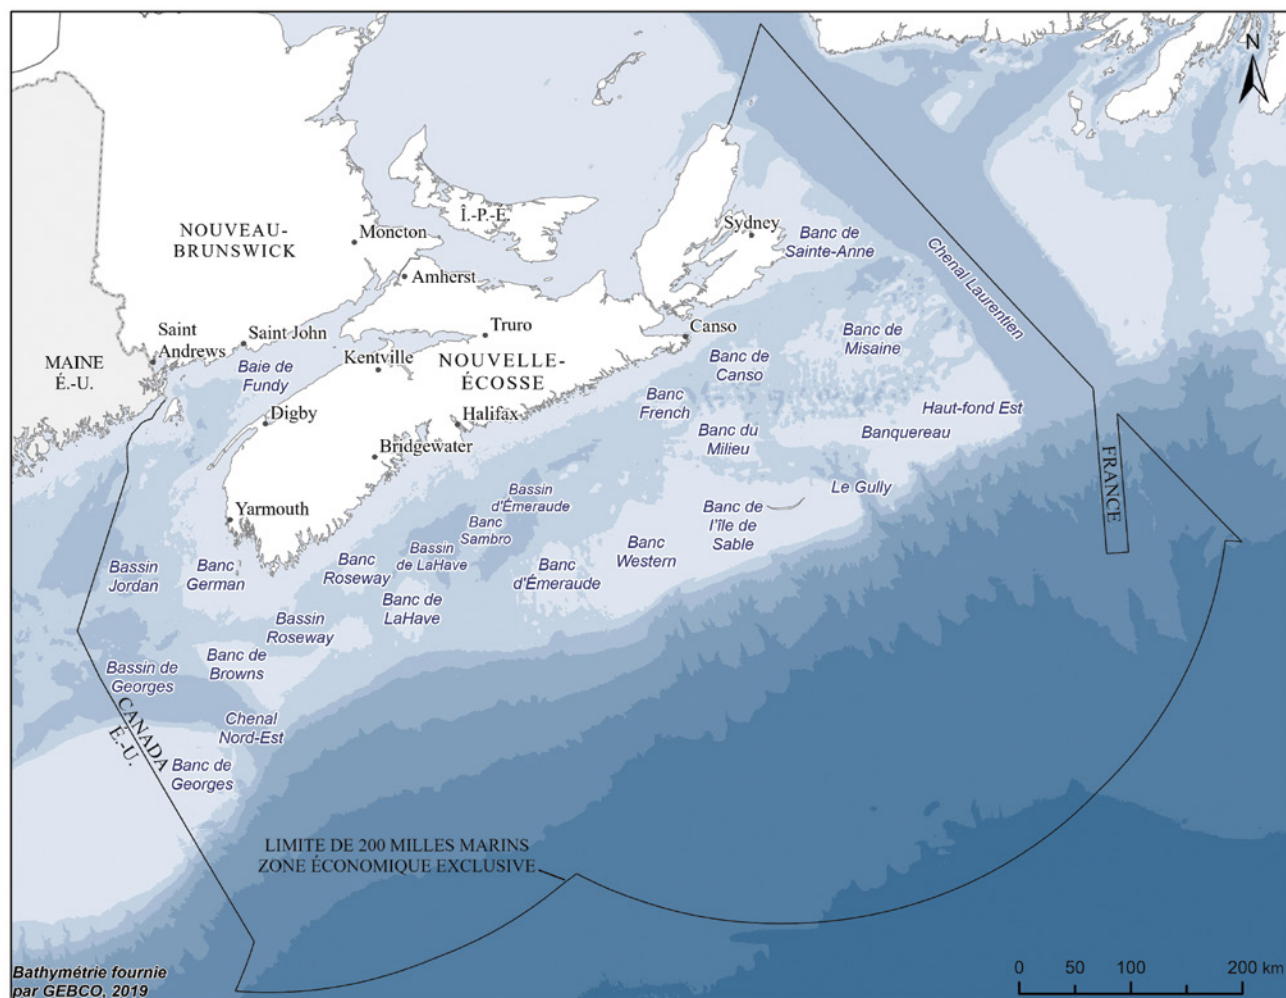 N
NOUVEAU-
BRUNSWICK
Moncton
Î.-P.-É.
Sydney
Banc de
Sainte-Anne
Amherst
Chenal Laurentien
Saint
Andrews
Saint John
Truro
Canso
Banc de
Misaine
MAINE
É.-U.
Baie de
Fundy
Kentville
NOUVELLE-
ÉCOSSE
Banc de
Canso
Digby
Halifax
Banc
French
Haut-fond Est
Banc du
Milieu
Banquereau
Bridgewater
FRANCE
Le Gully
Yarmouth
Bassin
d'Émeraude
Banc
Sambro
Banc de
l'île de
Sable
Bassin
Jordan
Banc
German
Banc
Roseway
Bassin
de LaHave
Banc
d'Émeraude
Banc
Western
Banc de
LaHave
Bassin
Roseway
Bassin de
Georges
Banc de
Browns
CANADA
É.-U.
Chenal
Nord-Est
Banc de
Georges
LIMITE DE 200 MILLES MARINS
ZONE ÉCONOMIQUE EXCLUSIVE
Bathymétrie fournie
par GEBCO, 2019
0 50 100 200 km